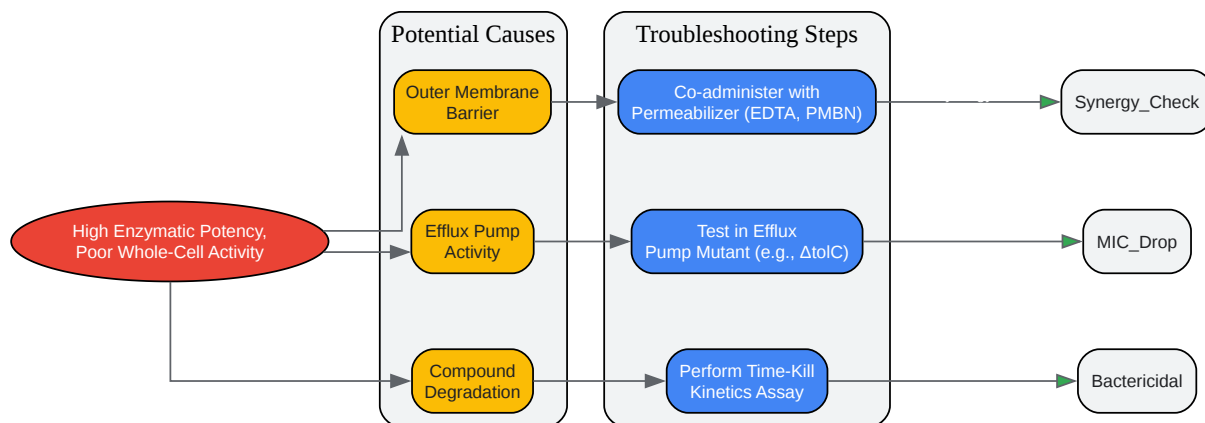 Potential Causes
Troubleshooting Steps
Outer Membrane
Barrier
Co-administer with
Permeabilizer (EDTA, PMBN)
Synergy_Check
High Enzymatic Potency,
Poor Whole-Cell Activity
Efflux Pump
Activity
Test in Efflux
Pump Mutant (e.g., ΔtolC)
MIC_Drop
Compound
Degradation
Perform Time-Kill
Kinetics Assay
Bactericidal